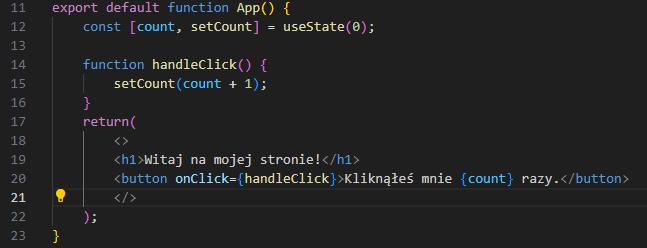 11 export default function App() {
12 const [count, setCount] = useState(0);
13
14 function handleClick() {
15 setCount(count + 1);
16 }
17 return(
18 <>
19 <h1>Witaj na mojej stronie!</h1>
20 <button onClick={handleClick}>Kliknąłeś mnie {count} razy.</button>
21 </>
22 );
23 }